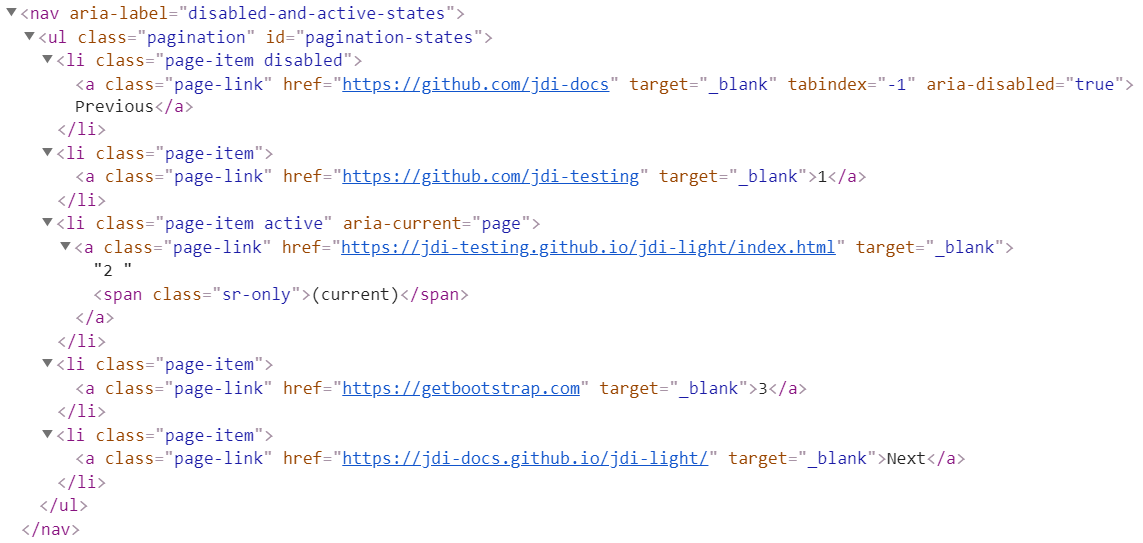 ▼<nav aria-label="disabled-and-active-states">
▼<ul class="pagination" id="pagination-states">
▼<li class="page-item disabled">
<a class="page-link" href="https://github.com/jdi-docs" target="_blank" tabindex="-1" aria-disabled="true">
Previous</a>
</li>
▼<li class="page-item">
<a class="page-link" href="https://github.com/jdi-testing" target="_blank">1</a>
</li>
▼<li class="page-item active" aria-current="page">
▼<a class="page-link" href="https://jdi-testing.github.io/jdi-light/index.html" target="_blank">
"2 "
<span class="sr-only">(current)</span>
</a>
</li>
▼<li class="page-item">
<a class="page-link" href="https://getbootstrap.com" target="_blank">3</a>
</li>
▼<li class="page-item">
<a class="page-link" href="https://jdi-docs.github.io/jdi-light/" target="_blank">Next</a>
</li>
</ul>
</nav>